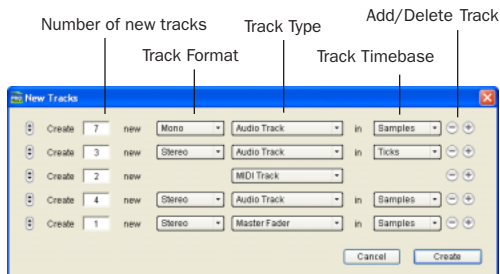 Number of new tracks
Track Format
Track Type
Track Timebase
Add/Delete Track
New Tracks
Create 7 new Mono Audio Track in Samples
Create 3 new Stereo Audio Track in Ticks
Create 2 new MIDI Track
Create 4 new Stereo Audio Track in Samples
Create 1 new Stereo Master Fader in Samples
Cancel Create